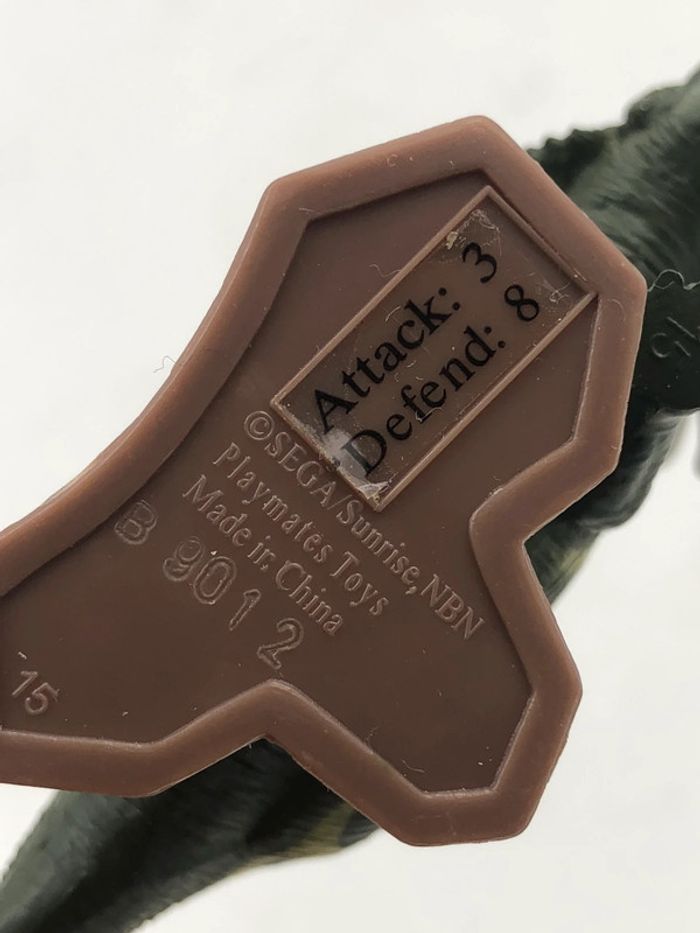 Attack: 3
Defend: 8
©SEGA/Sunrise,NBN
Playmates Toys
Made in China
B 9012
15